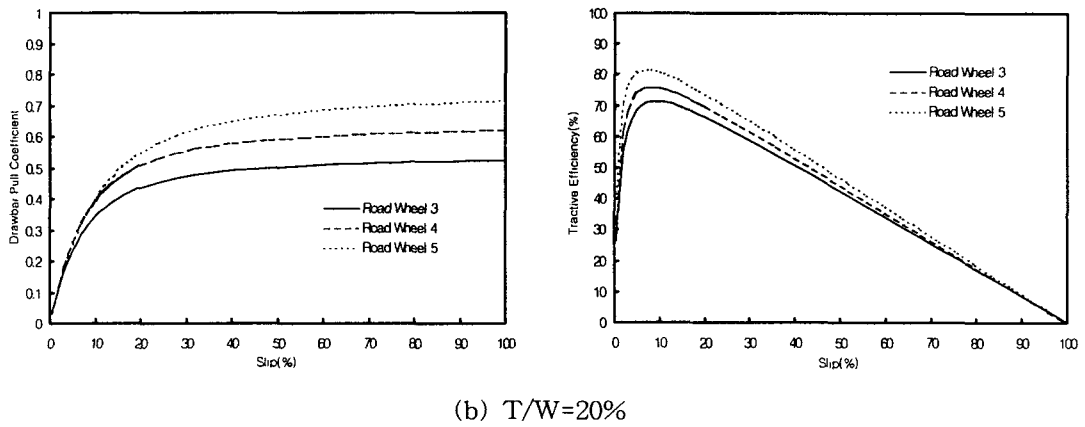 Drawbar Pull Coefficient
1
0.9
0.8
0.7
0.6
0.5
0.4
0.3
0.2
0.1
0
Road Wheel 3
Road Wheel 4
Road Wheel 5
0 10 20 30 40 50 60 70 80 90 100
Slip(%)
Tractive Efficiency(%)
100
90
80
70
60
50
40
30
20
10
0
Road Wheel 3
Road Wheel 4
Road Wheel 5
0 10 20 30 40 50 60 70 80 90 100
Slip(%)
(b) T/W=20%